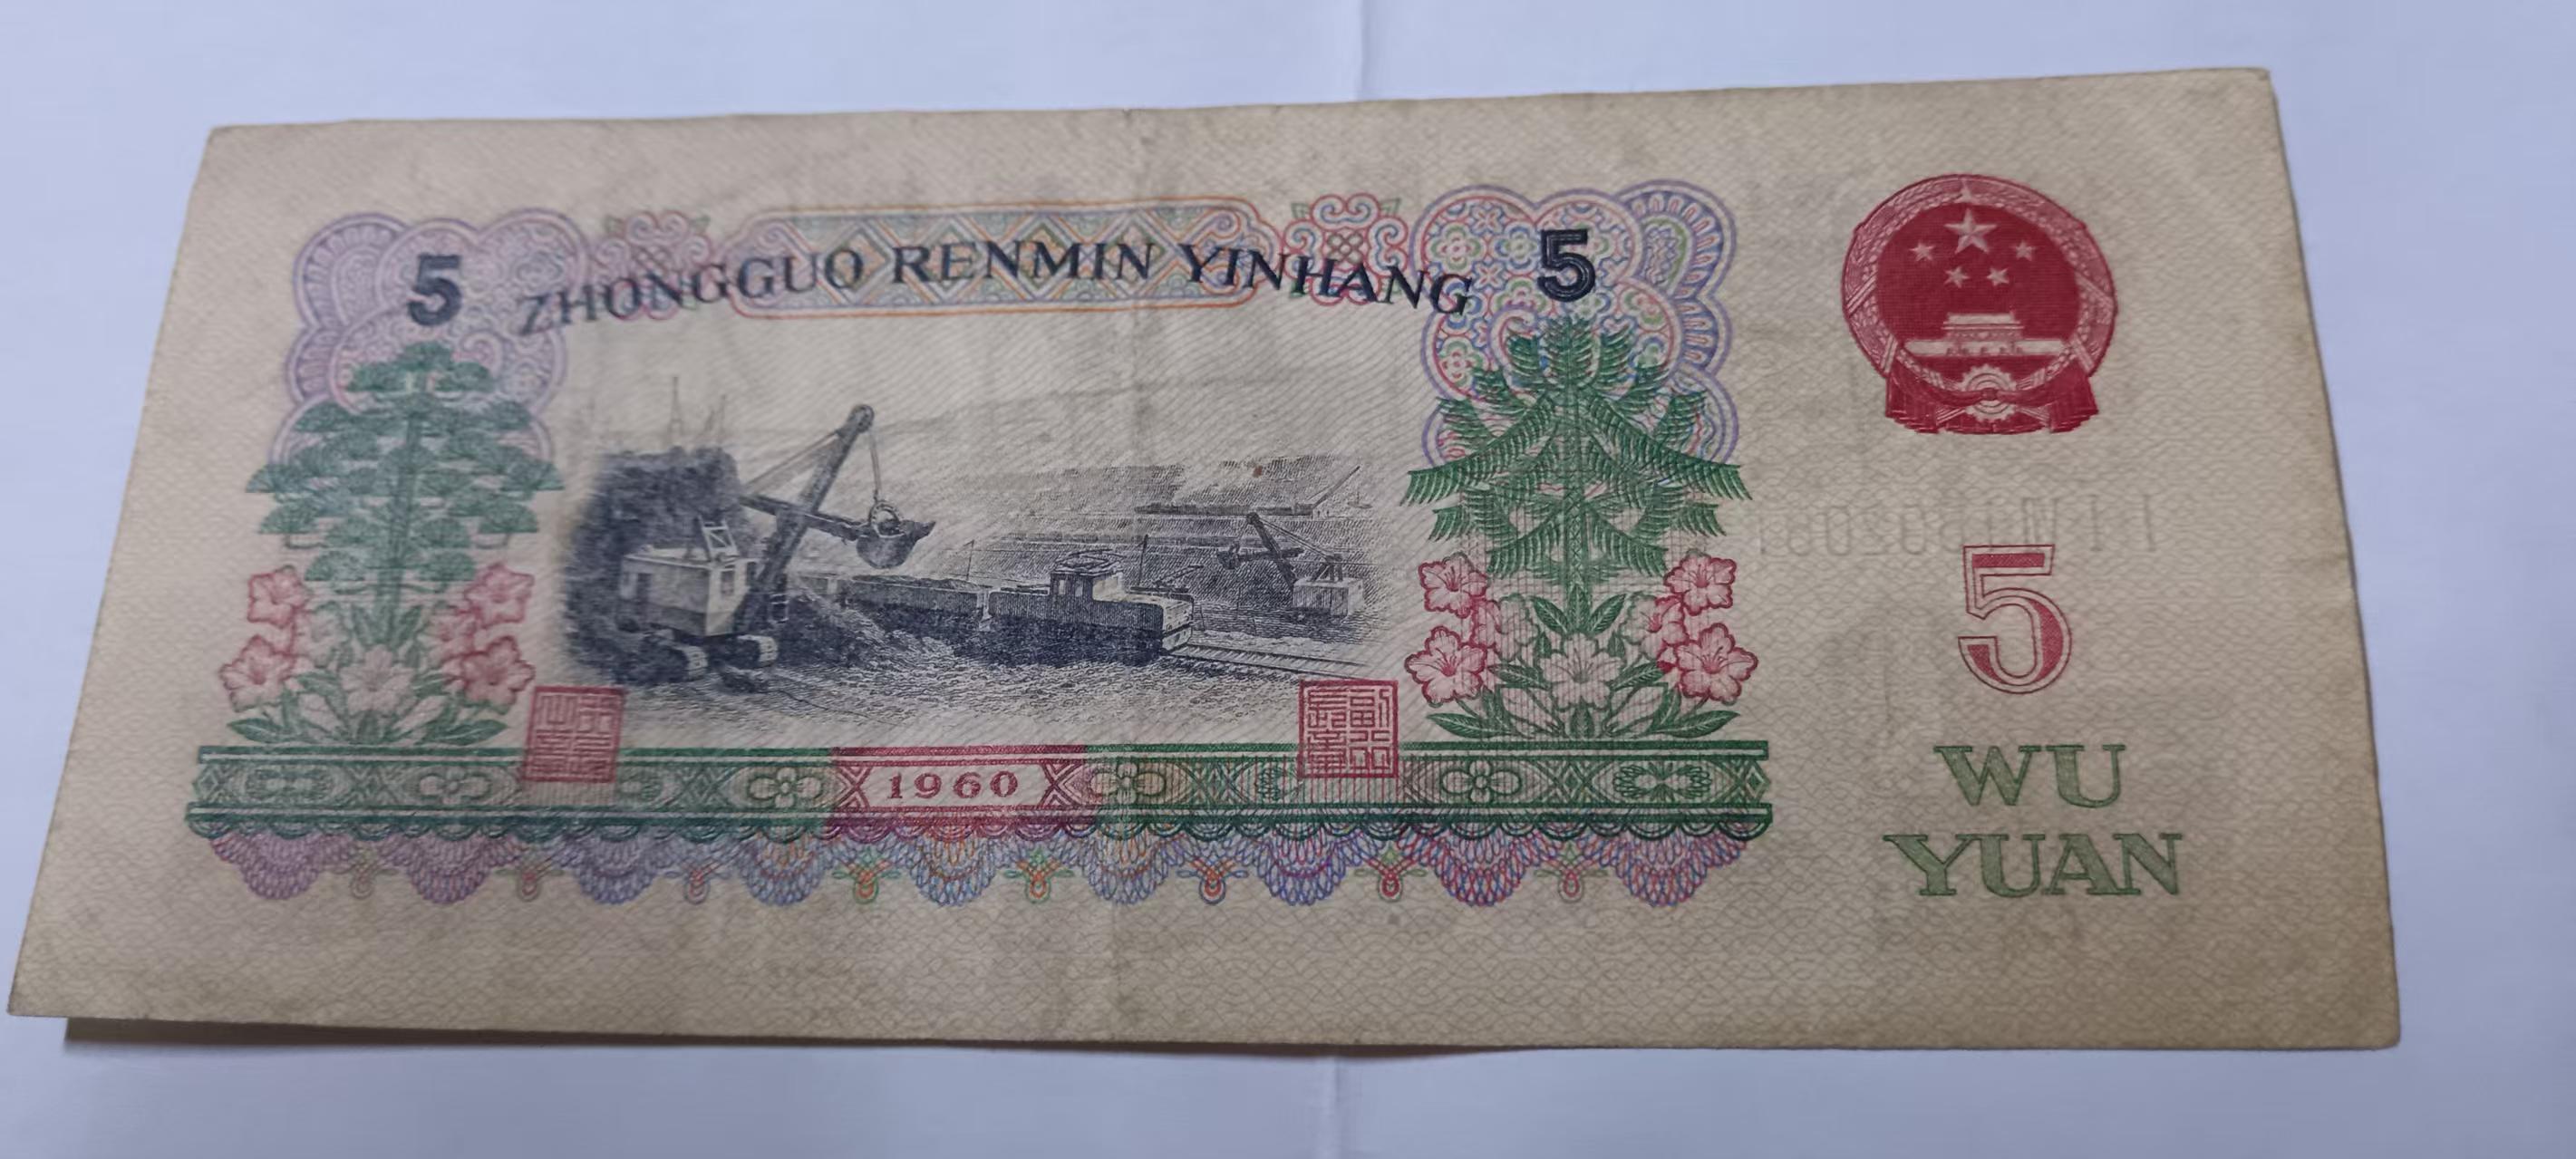 5 ZHONGGUO RENMIN YINHANG 5
5
1960
WU
YUAN